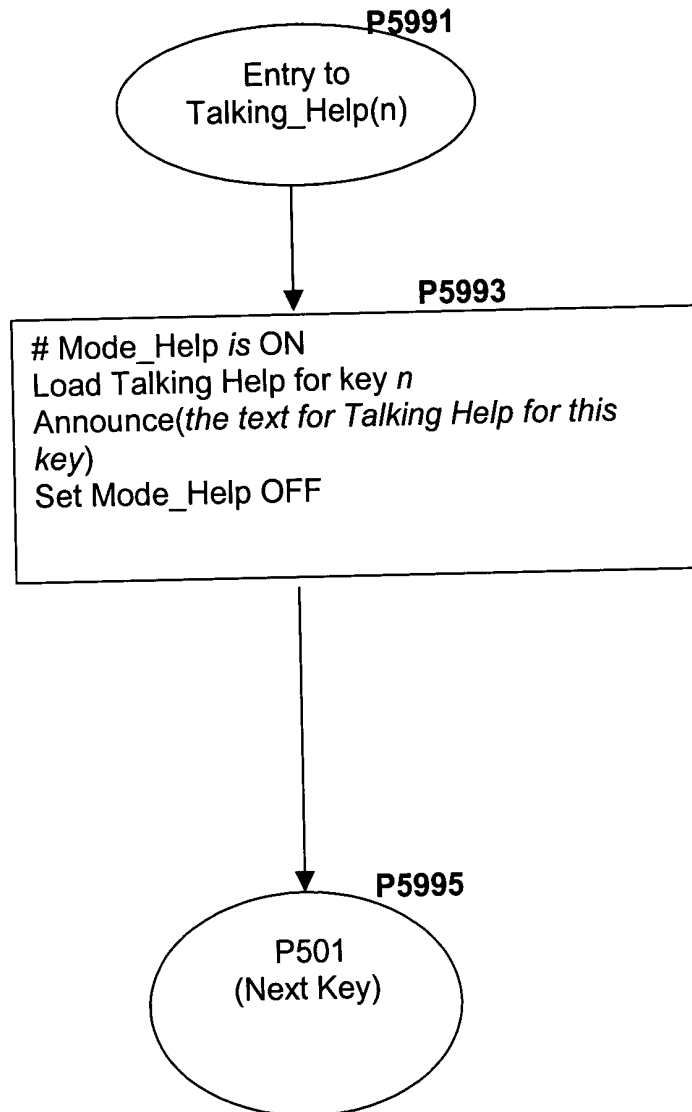 P5991
Entry to
Talking_Help(n)
P5993
# Mode_Help is ON
Load Talking Help for key n
Announce(the text for Talking Help for this
key)
Set Mode_Help OFF
P5995
P501
(Next Key)